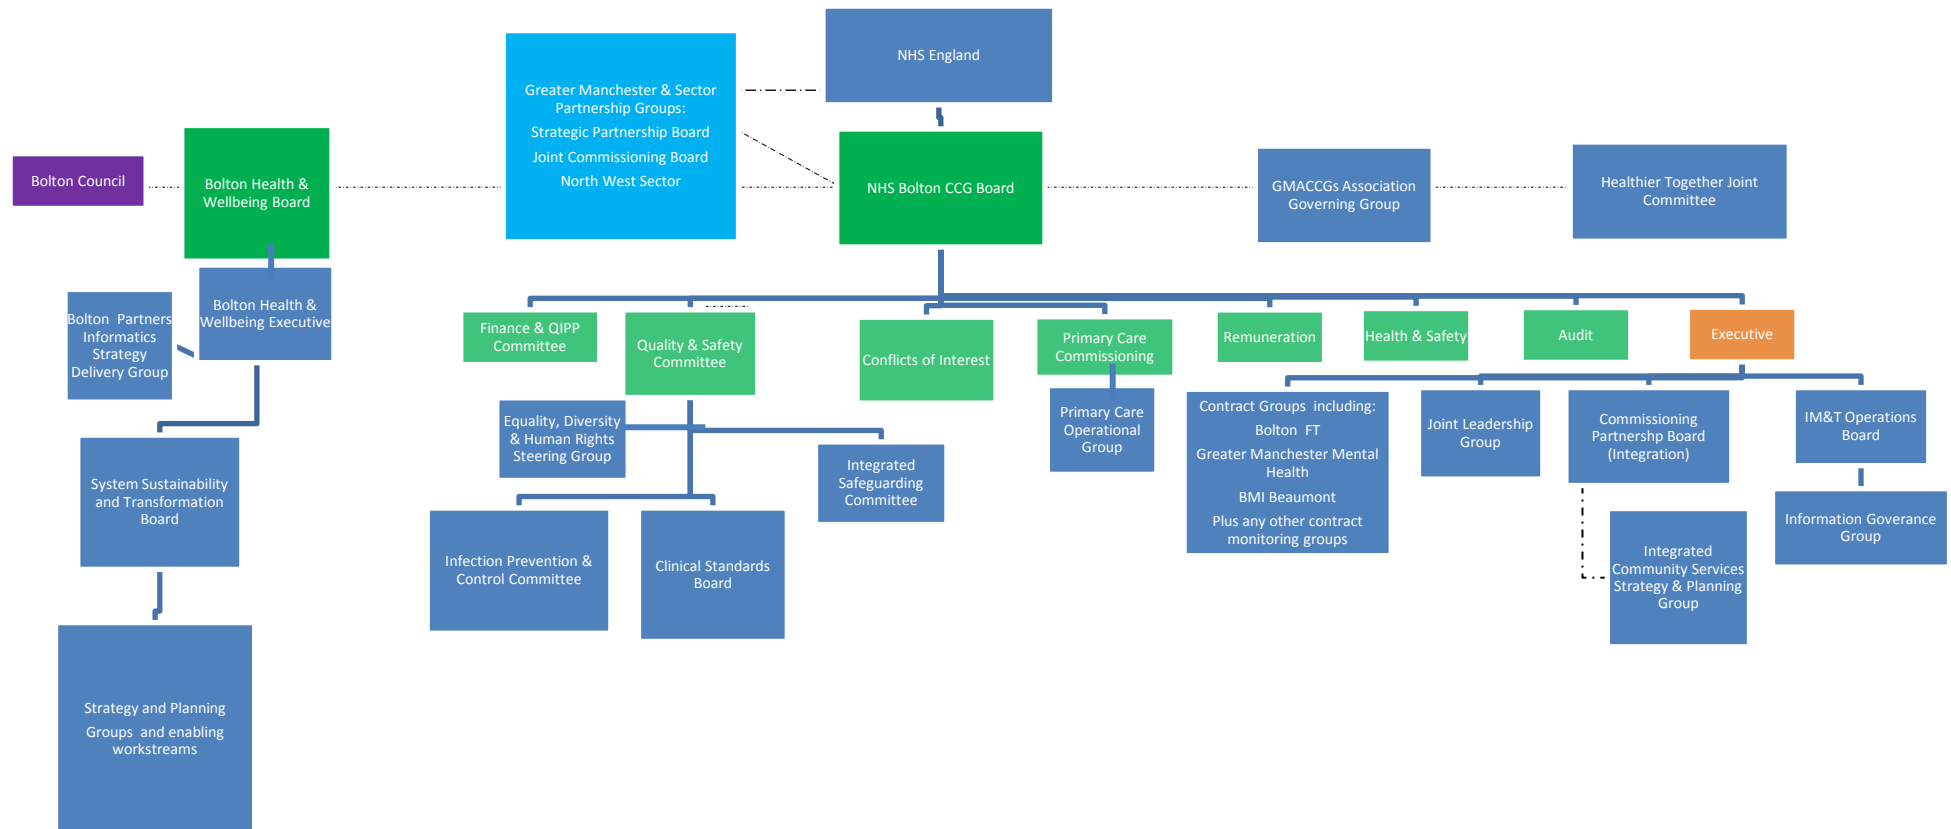 NHS England
Greater Manchester & Sector
Partnership Groups:
Strategic Partnership Board
Joint Commissioning Board
North West Sector
Bolton Council
Bolton Health &
Wellbeing Board
NHS Bolton CCG Board
GMACCGs Association
Governing Group
Healthier Together Joint
Committee
Bolton Health &
Wellbeing Executive
Bolton Partners
Informatics
Strategy
Delivery Group
System Sustainability
and Transformation
Board
Strategy and Planning
Groups and enabling
workstreams
Finance & QIPP
Committee
Quality & Safety
Committee
Conflicts of Interest
Primary Care
Commissioning
Remuneration
Health & Safety
Audit
Executive
Equality, Diversity
& Human Rights
Steering Group
Integrated
Safeguarding
Committee
Infection Prevention &
Control Committee
Clinical Standards
Board
Primary Care
Operational
Group
Contract Groups including:
Bolton FT
Greater Manchester Mental
Health
BMI Beaumont
Plus any other contract
monitoring groups
Joint Leadership
Group
Commissioning
Partnershp Board
(Integration)
IM&T Operations
Board
Integrated
Community Services
Strategy & Planning
Group
Information Goverance
Group